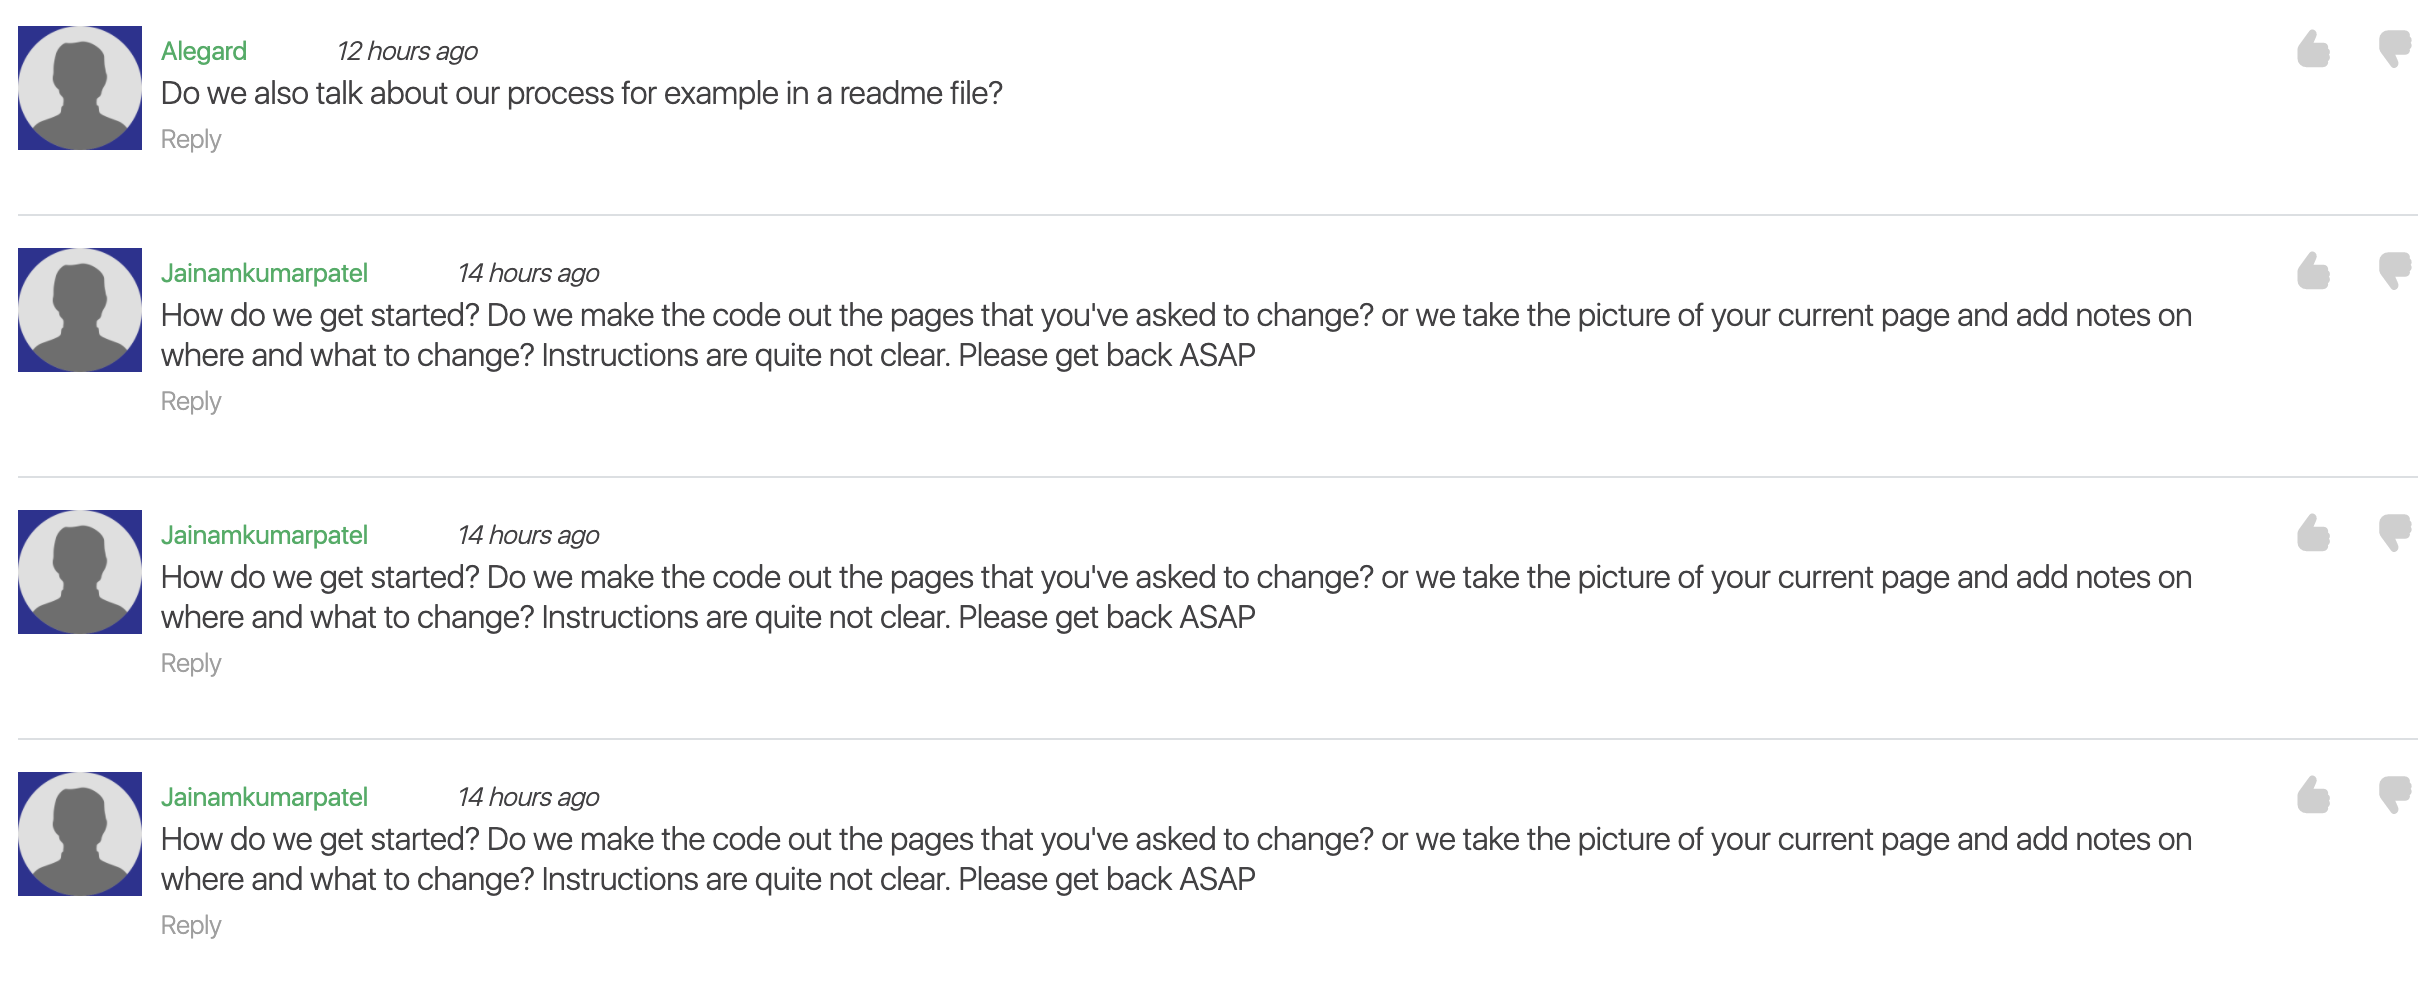 Alegard 12 hours ago
Do we also talk about our process for example in a readme file?
Reply
Jainamkumarpatel 14 hours ago
How do we get started? Do we make the code out the pages that you've asked to change? or we take the picture of your current page and add notes on
where and what to change? Instructions are quite not clear. Please get back ASAP
Reply
Jainamkumarpatel 14 hours ago
How do we get started? Do we make the code out the pages that you've asked to change? or we take the picture of your current page and add notes on
where and what to change? Instructions are quite not clear. Please get back ASAP
Reply
Jainamkumarpatel 14 hours ago
How do we get started? Do we make the code out the pages that you've asked to change? or we take the picture of your current page and add notes on
where and what to change? Instructions are quite not clear. Please get back ASAP
Reply